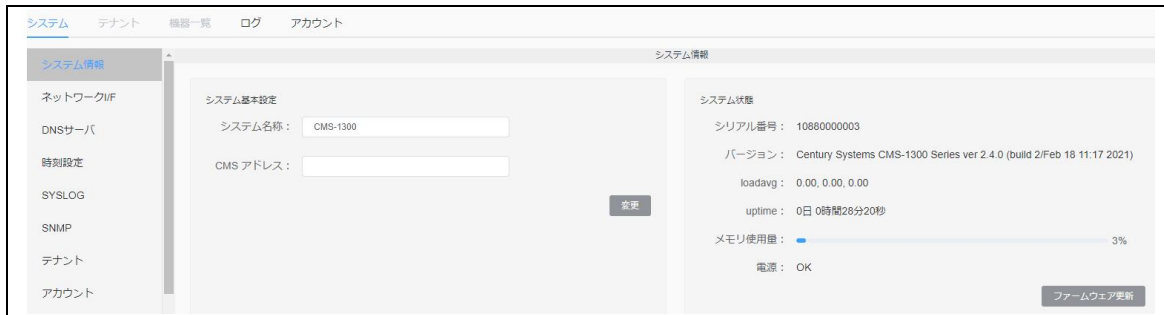 システム テナント 機器一覧 ログ アカウント
システム情報
システム情報
ネットワークI/F
DNSサーバ
時刻設定
SYSLOG
SNMP
テナント
アカウント
システム基本設定
システム名称： CMS-1300
CMS アドレス：
変更
システム状態
シリアル番号： 10880000003
バージョン： Century Systems CMS-1300 Series ver 2.4.0 (build 2/Feb 18 11:17 2021)
loadavg： 0.00, 0.00, 0.00
uptime： 0日 0時間28分20秒
メモリ使用量： 3%
電源： OK
ファームウェア更新